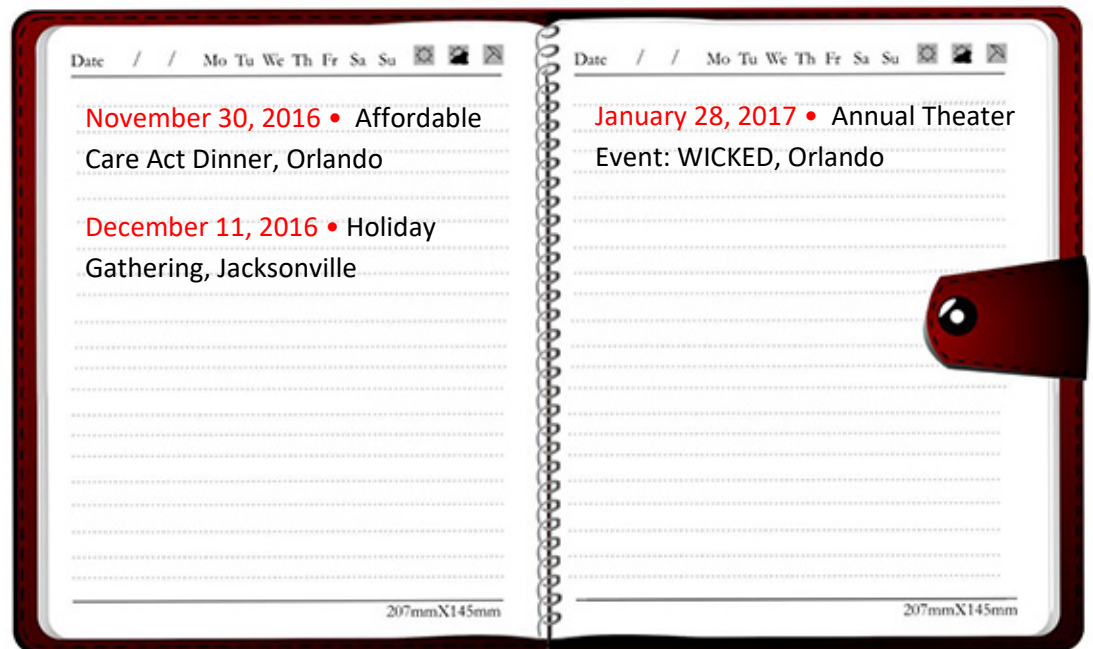 Date / / Mo Tu We Th Fr Sa Su
November 30, 2016 • Affordable
Care Act Dinner, Orlando
December 11, 2016 • Holiday
Gathering, Jacksonville
207mmX145mm
Date / / Mo Tu We Th Fr Sa Su
January 28, 2017 • Annual Theater
Event: WICKED, Orlando
207mmX145mm